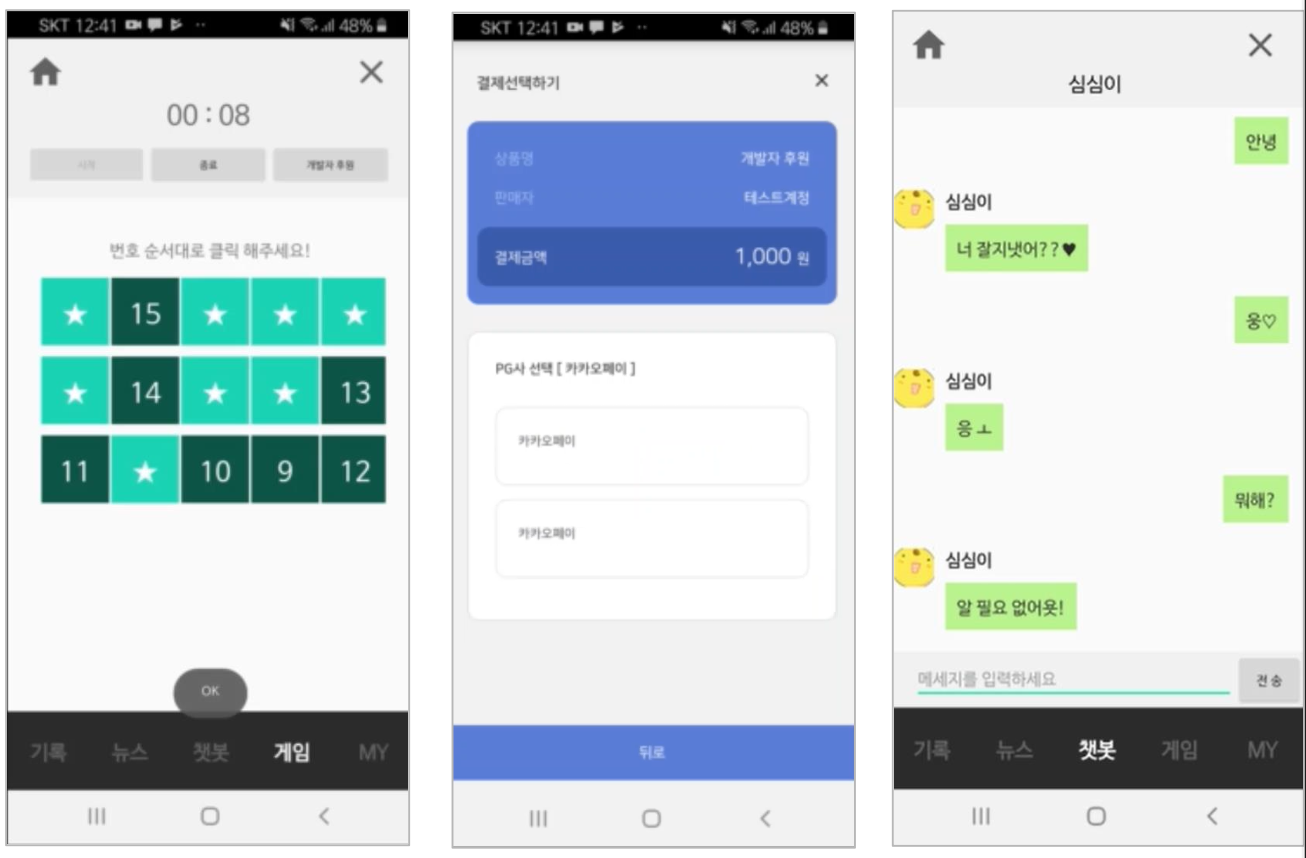 SKT 12:41 48%
00 : 08
시작 종료 개발자 후원
번호 순서대로 클릭 해주세요!
15
14 13
11 10 9 12
OK
기록 뉴스 챗봇 게임 MY
SKT 12:41 48%
결제선택하기
상품명 개발자 후원
판매자 테스트계정
결제금액 1,000 원
PG사 선택 [ 카카오페이 ]
카카오페이
카카오페이
뒤로
심심이
안녕
심심이
너 잘지냇어??♥
웅♡
심심이
응 ㅗ
뭐해?
심심이
알 필요 없어욧!
메세지를 입력하세요 전송
기록 뉴스 챗봇 게임 MY